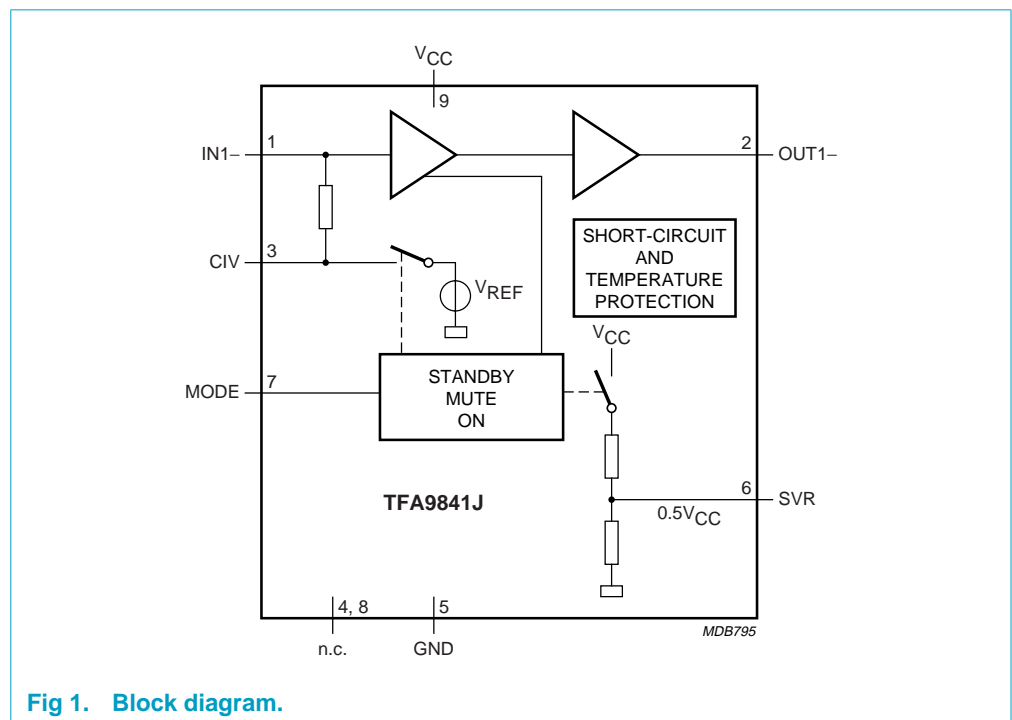 VCC
9
IN1−
1
2
OUT1−
SHORT-CIRCUIT
AND
TEMPERATURE
PROTECTION
CIV
3
VREF
VCC
MODE
7
STANDBY
MUTE
ON
TFA9841J
6
SVR
0.5VCC
4, 8
5
MDB795
n.c.
GND
Fig 1. Block diagram.